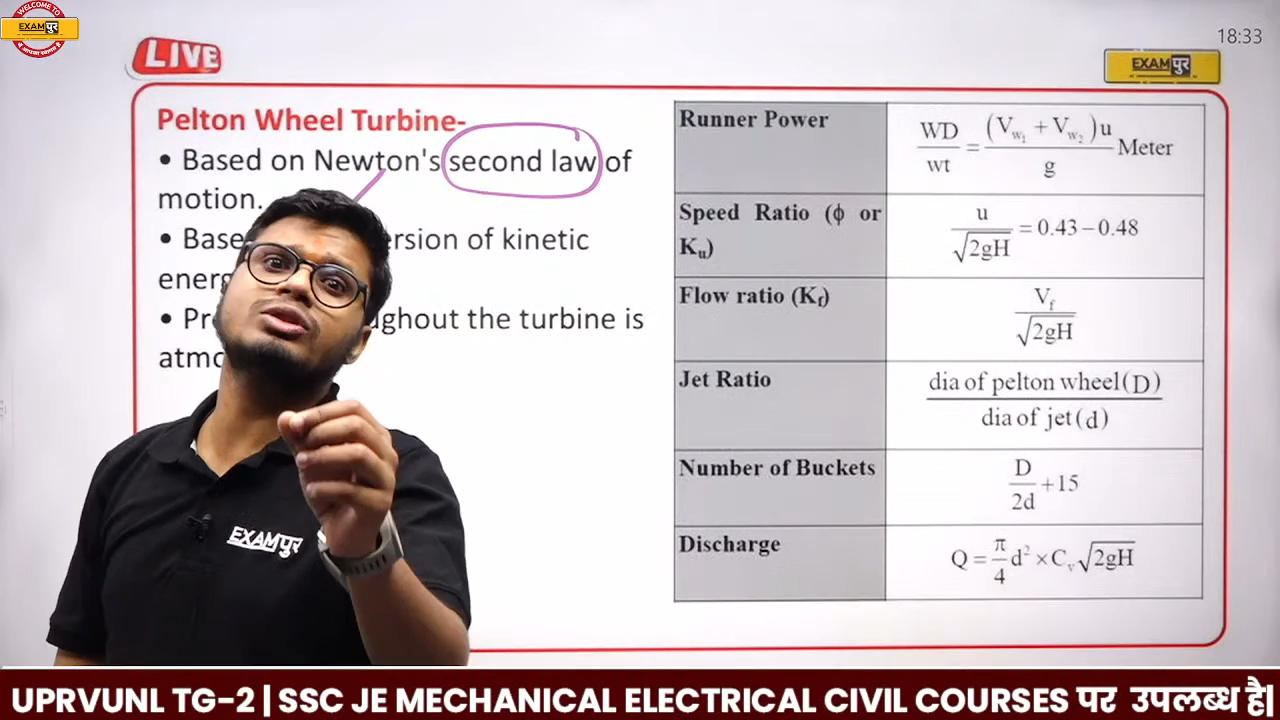 WELCOME TO
EXAMपुर
18:33
LIVE
EXAMपुर
Pelton Wheel Turbine-
• Based on Newton's second law of
motion.
• Base ersion of kinetic
energ
• Pr ughout the turbine is
atmo
Runner Power
WD/wt = (Vw₁ + Vw₂)u/g Meter
Speed Ratio (ϕ or
Kᵤ)
u/√2gH = 0.43 – 0.48
Flow ratio (Kf)
Vf/√2gH
Jet Ratio
dia of pelton wheel(D)
dia of jet(d)
Number of Buckets
D/2d +15
Discharge
Q = π/4 d² × Cᵥ√2gH
EXAMपुर
UPRVUNL TG-2 | SSC JE MECHANICAL ELECTRICAL CIVIL COURSES पर उपलब्ध है|